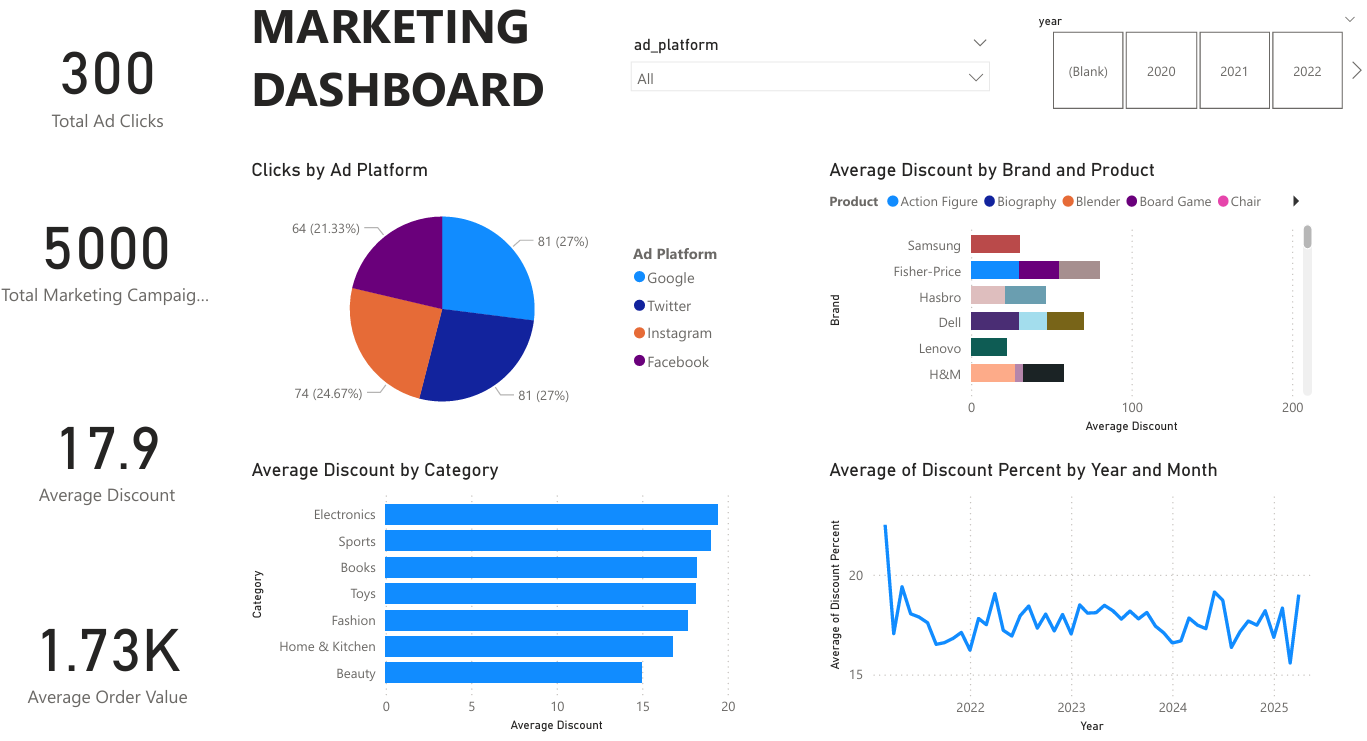 300
Total Ad Clicks
5000
Total Marketing Campaig...
17.9
Average Discount
1.73K
Average Order Value
MARKETING
DASHBOARD
ad_platform
All
year
(Blank)
2020
2021
2022
Clicks by Ad Platform
64 (21.33%)
81 (27%)
74 (24.67%)
81 (27%)
Ad Platform
Google
Twitter
Instagram
Facebook
Average Discount by Brand and Product
Product Action Figure Biography Blender Board Game Chair
Brand
Samsung
Fisher-Price
Hasbro
Dell
Lenovo
H&M
0 100 200
Average Discount
Average Discount by Category
Category
Electronics
Sports
Books
Toys
Fashion
Home & Kitchen
Beauty
0 5 10 15 20
Average Discount
Average of Discount Percent by Year and Month
Average of Discount Percent
20
15
2022 2023 2024 2025
Year